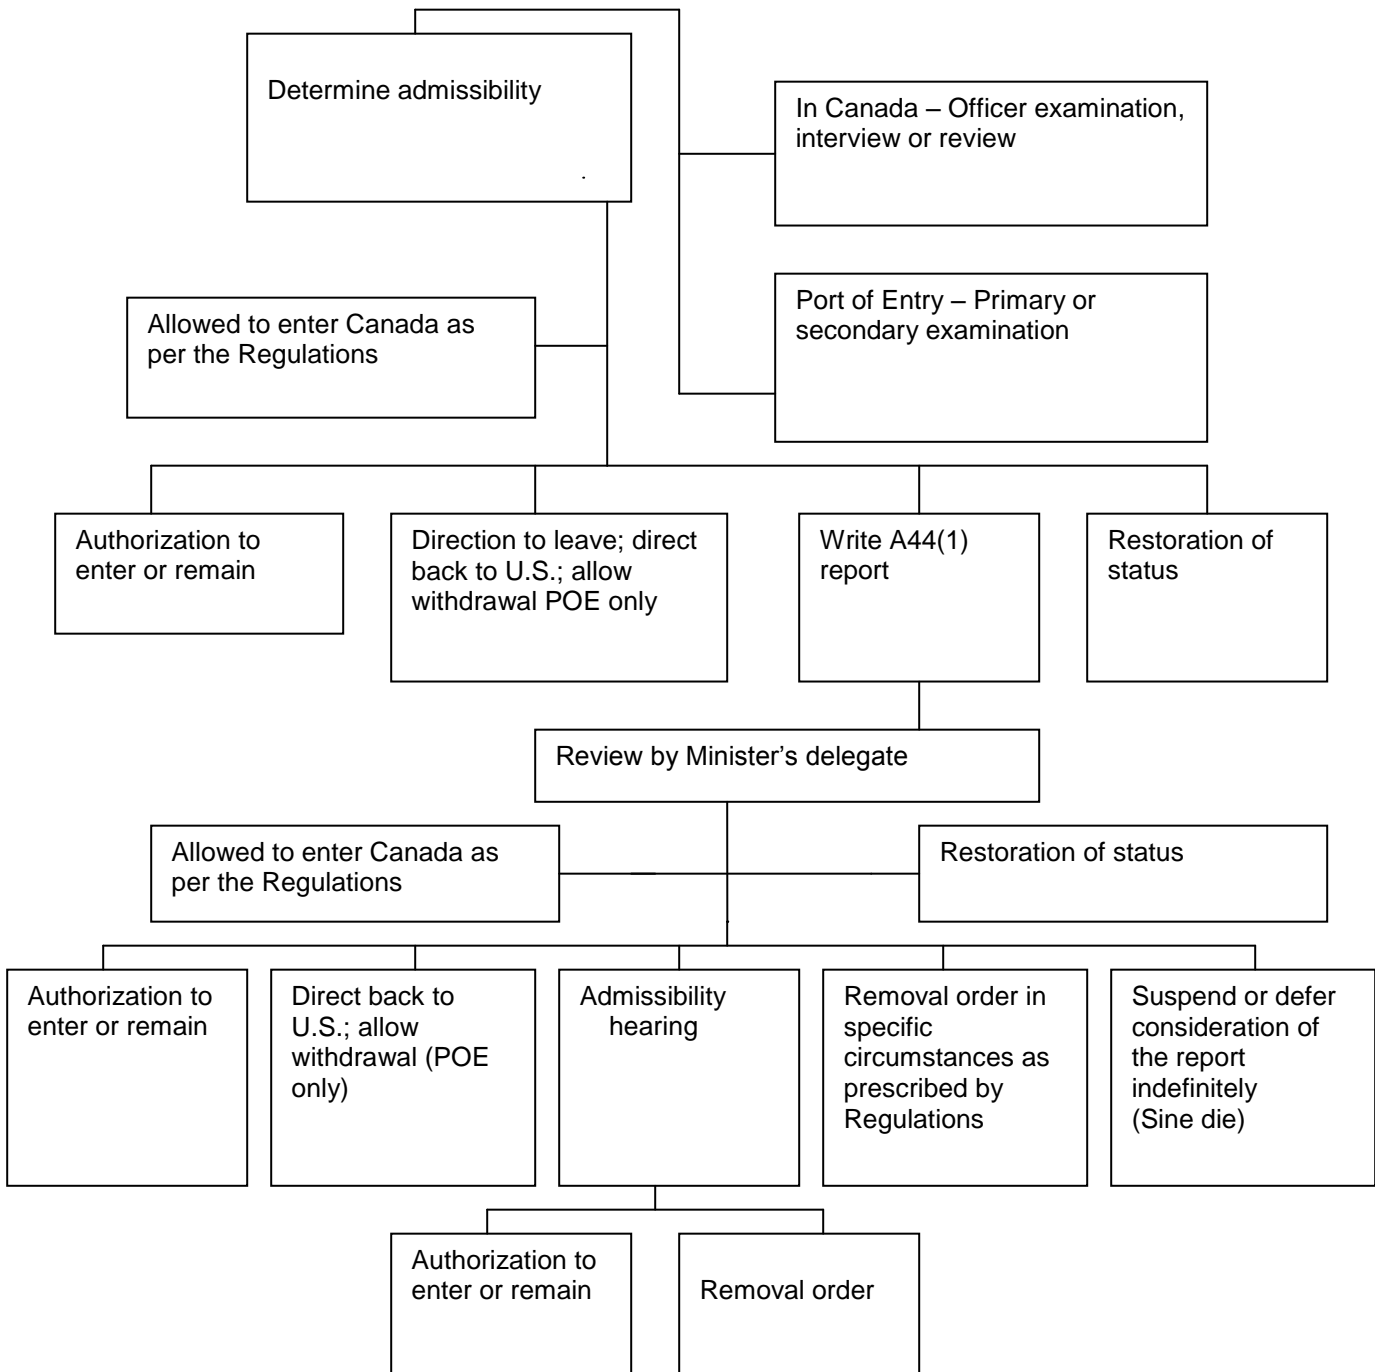 Determine admissibility
.
In Canada – Officer examination,
interview or review
Port of Entry – Primary or
secondary examination
Allowed to enter Canada as
per the Regulations
Authorization to
enter or remain
Direction to leave; direct
back to U.S.; allow
withdrawal POE only
Write A44(1)
report
Restoration of
status
Review by Minister’s delegate
Allowed to enter Canada as
per the Regulations
Restoration of status
Authorization to
enter or remain
Direct back to
U.S.; allow
withdrawal (POE
only)
Admissibility
hearing
Removal order in
specific
circumstances as
prescribed by
Regulations
Suspend or defer
consideration of
the report
indefinitely
(Sine die)
Authorization to
enter or remain
Removal order